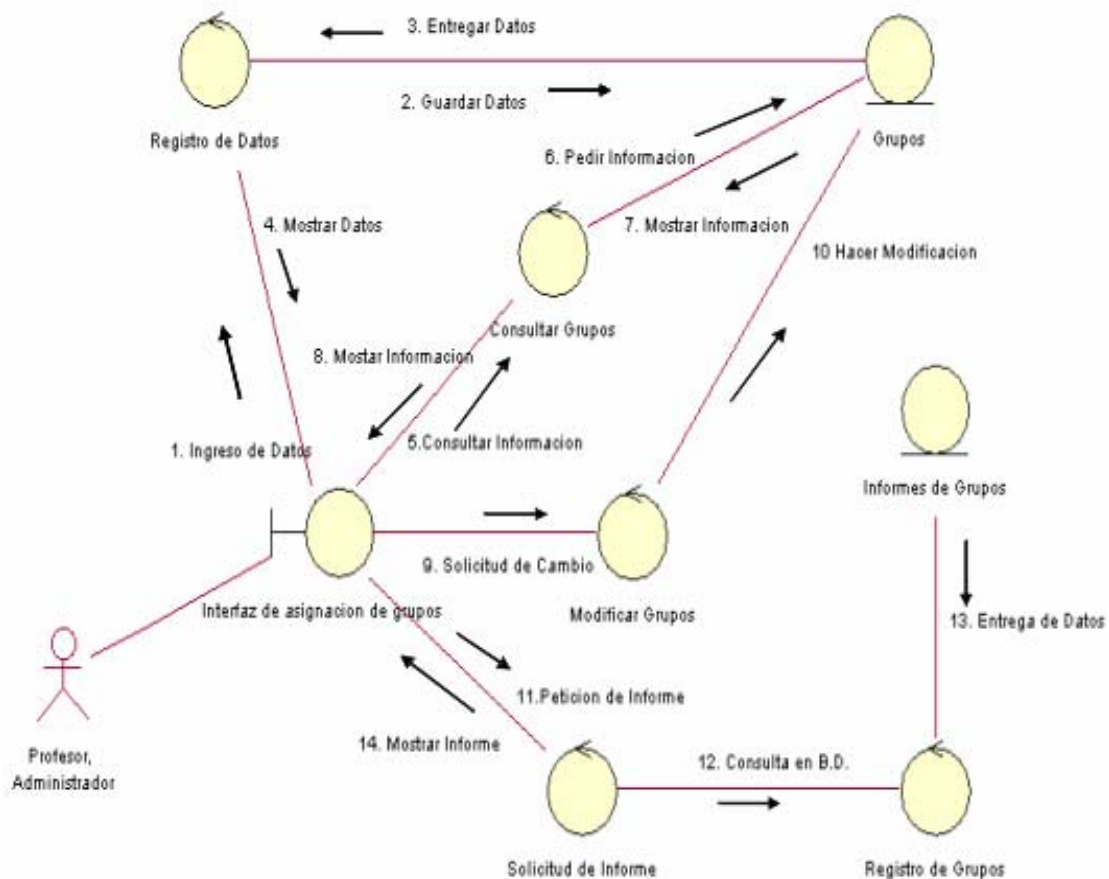 3. Entregar Datos
2. Guardar Datos
Registro de Datos
Grupos
6. Pedir Informacion
4. Mostrar Datos
7. Mostrar Informacion
10 Hacer Modificacion
Consultar Grupos
8. Mostar Informacion
1. Ingreso de Datos
5.Consultar Informacion
Informes de Grupos
9. Solicitud de Cambio
Interfaz de asignacion de grupos
Modificar Grupos
13. Entrega de Datos
11.Peticion de Informe
14. Mostrar Informe
Profesor,
Administrador
12. Consulta en B.D.
Solicitud de Informe
Registro de Grupos